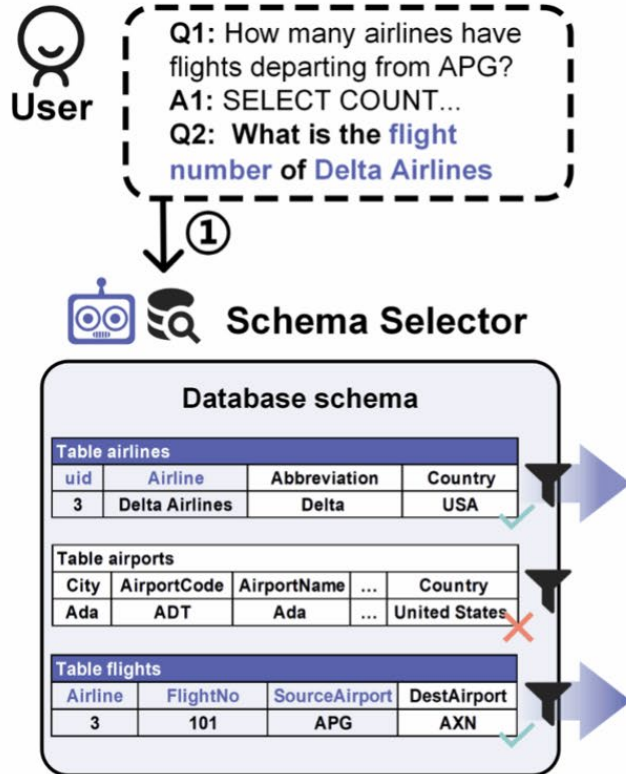 User
Q1: How many airlines have
flights departing from APG?
A1: SELECT COUNT...
Q2: What is the flight
number of Delta Airlines
①
Schema Selector
Database schema
Table airlines
uid Airline Abbreviation Country
3 Delta Airlines Delta USA
Table airports
City AirportCode AirportName ... Country
Ada ADT Ada ... United States
Table flights
Airline FlightNo SourceAirport DestAirport
3 101 APG AXN